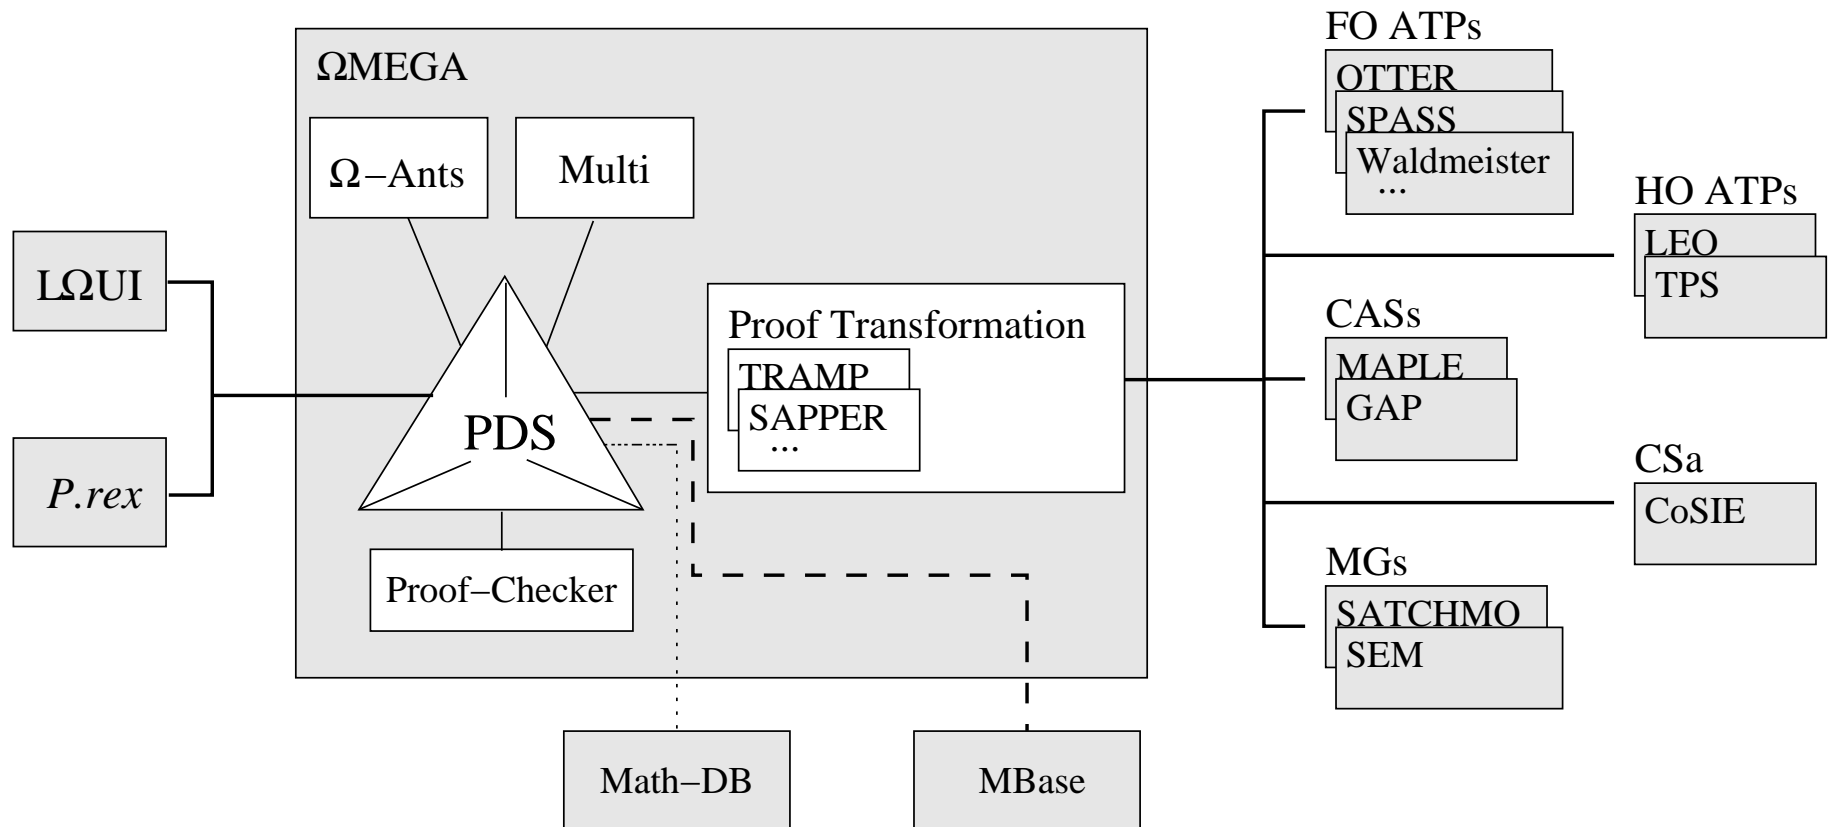 FO ATPs
OTTER
SPASS
Waldmeister
...
HO ATPs
LEO
TPS
CASs
MAPLE
GAP
CSa
CoSIE
MGs
SATCHMO
SEM
ΩMEGA
Ω–Ants
Multi
LΩUI
P.rex
PDS
Proof Transformation
TRAMP
SAPPER
...
Proof–Checker
Math–DB
MBase